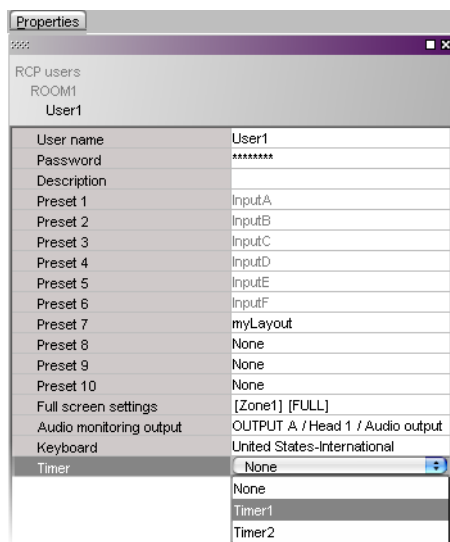 Properties
RCP users
ROOM1
User1
User name User1
Password ********
Description
Preset 1 InputA
Preset 2 InputB
Preset 3 InputC
Preset 4 InputD
Preset 5 InputE
Preset 6 InputF
Preset 7 myLayout
Preset 8 None
Preset 9 None
Preset 10 None
Full screen settings [Zone1] [FULL]
Audio monitoring output OUTPUT A / Head 1 / Audio output
Keyboard United States-International
Timer None
None
Timer1
Timer2